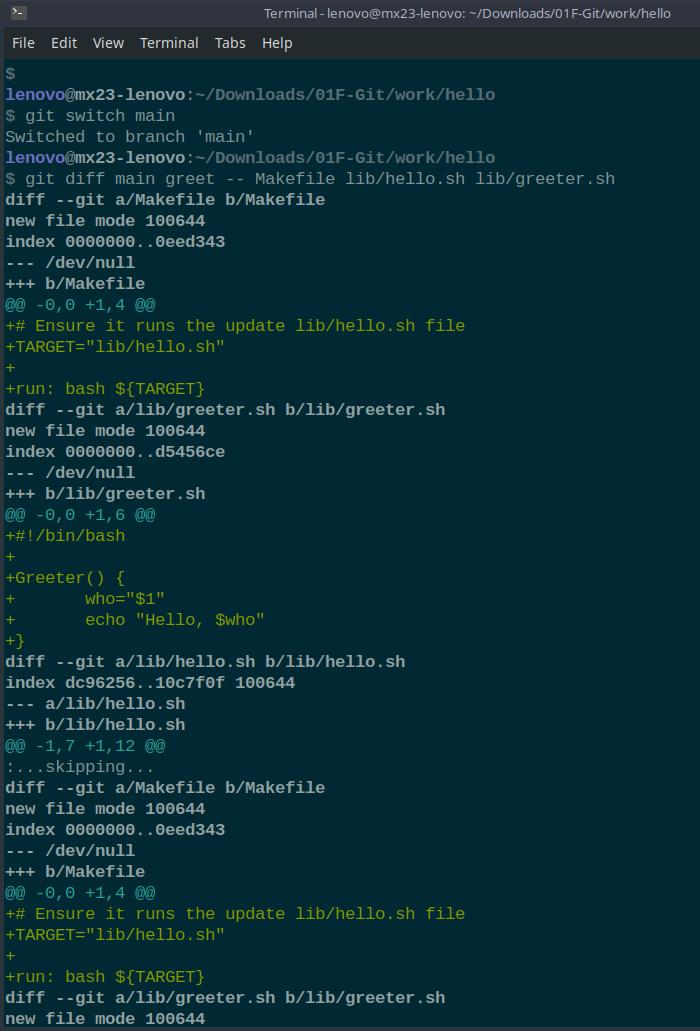 Terminal - lenovo@mx23-lenovo: ~/Downloads/01F-Git/work/hello
File Edit View Terminal Tabs Help
$
lenovo@mx23-lenovo:~/Downloads/01F-Git/work/hello
$ git switch main
Switched to branch 'main'
lenovo@mx23-lenovo:~/Downloads/01F-Git/work/hello
$ git diff main greet -- Makefile lib/hello.sh lib/greeter.sh
diff --git a/Makefile b/Makefile
new file mode 100644
index 0000000..0eed343
--- /dev/null
+++ b/Makefile
@@ -0,0 +1,4 @@
+# Ensure it runs the update lib/hello.sh file
+TARGET="lib/hello.sh"
+
+run: bash ${TARGET}
diff --git a/lib/greeter.sh b/lib/greeter.sh
new file mode 100644
index 0000000..d5456ce
--- /dev/null
+++ b/lib/greeter.sh
@@ -0,0 +1,6 @@
+#!/bin/bash
+
+Greeter() {
+       who="$1"
+       echo "Hello, $who"
+}
diff --git a/lib/hello.sh b/lib/hello.sh
index dc96256..10c7f0f 100644
--- a/lib/hello.sh
+++ b/lib/hello.sh
@@ -1,7 +1,12 @@
:...skipping...
diff --git a/Makefile b/Makefile
new file mode 100644
index 0000000..0eed343
--- /dev/null
+++ b/Makefile
@@ -0,0 +1,4 @@
+# Ensure it runs the update lib/hello.sh file
+TARGET="lib/hello.sh"
+
+run: bash ${TARGET}
diff --git a/lib/greeter.sh b/lib/greeter.sh
new file mode 100644